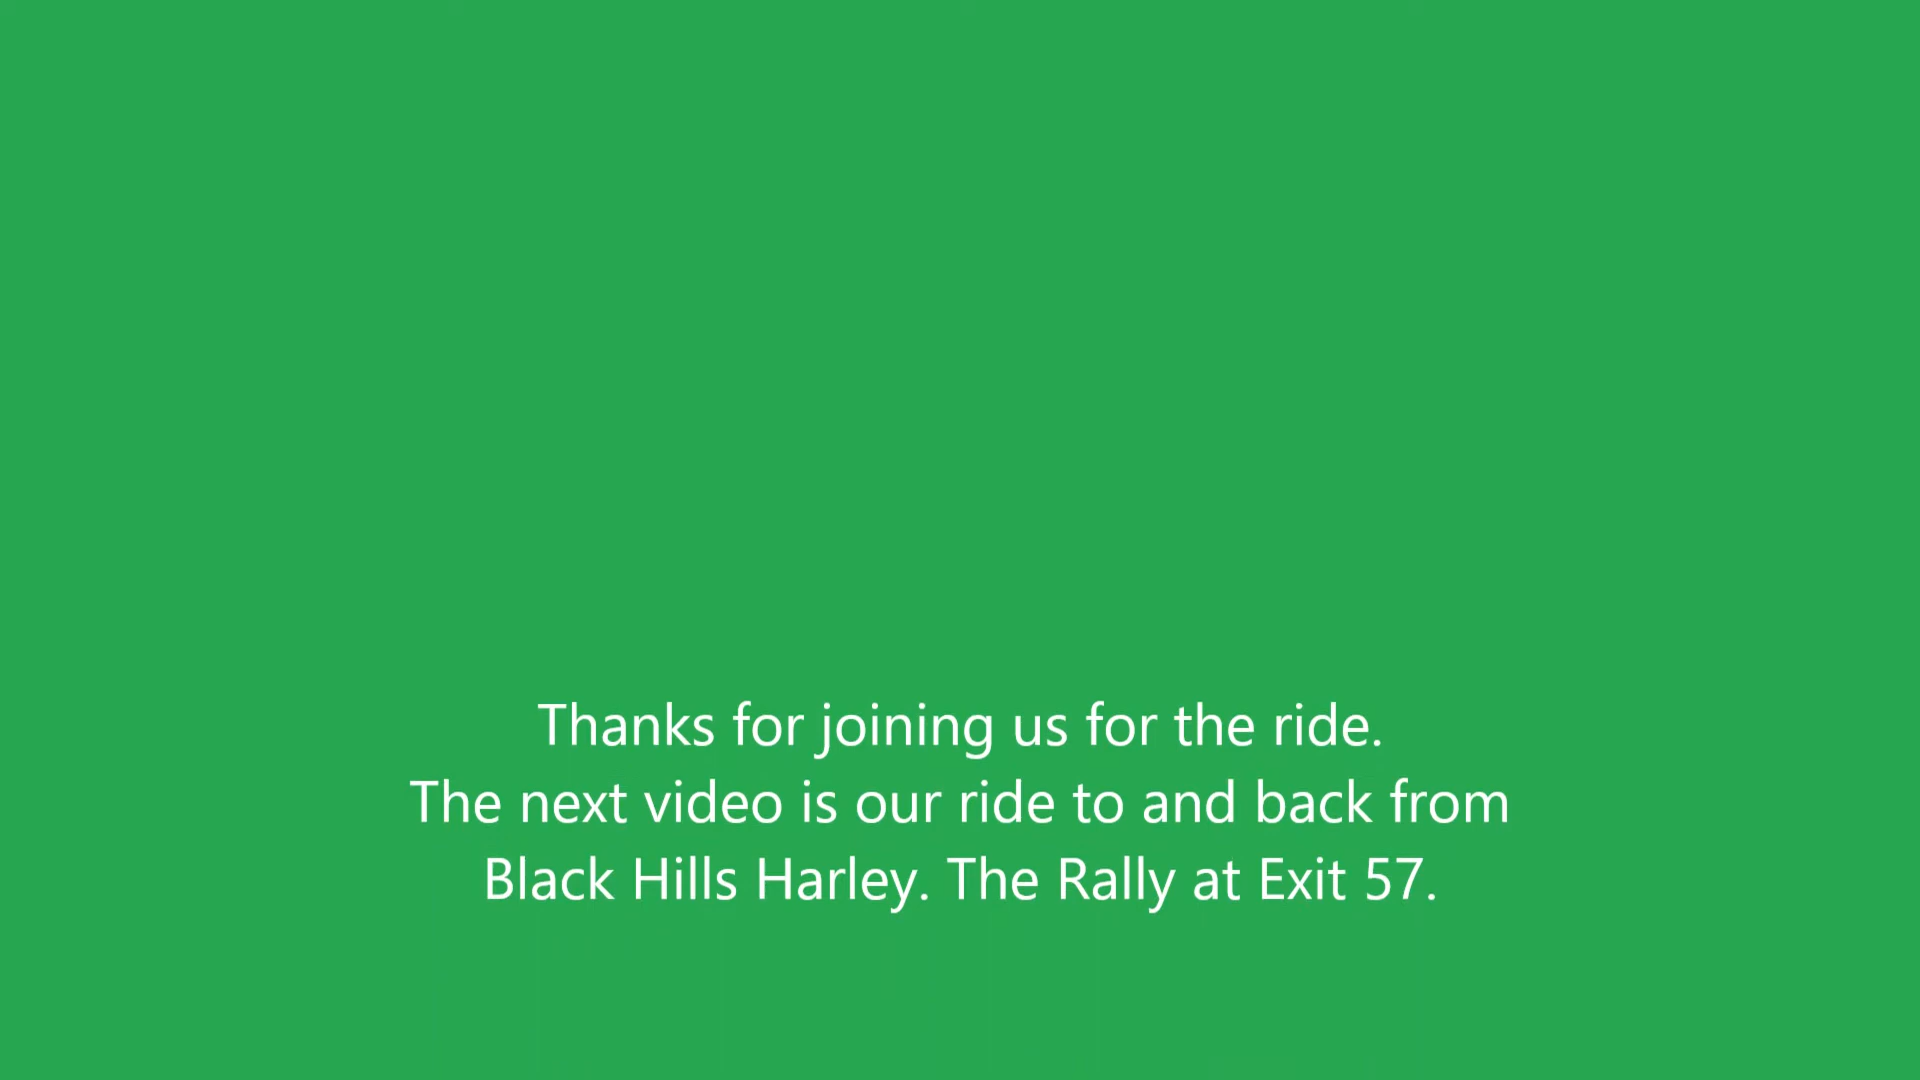 Thanks for joining us for the ride.
The next video is our ride to and back from
Black Hills Harley. The Rally at Exit 57.